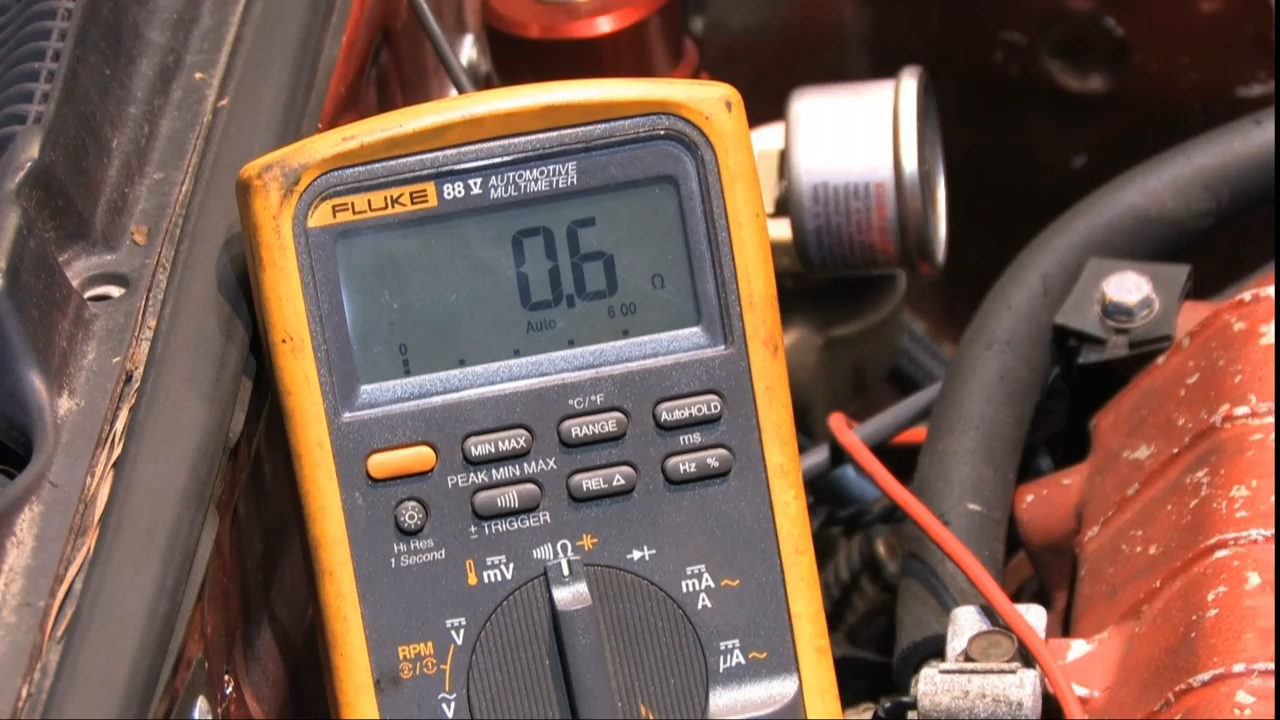 FLUKE 88 V AUTOMOTIVE
MULTIMETER
0.6 Ω
Auto 6 00
0
°C/°F
MIN MAX RANGE AutoHOLD
PEAK MIN MAX ms
REL Δ Hz %
± TRIGGER
Hi Res
1 Second
mV Ω mA
A
RPM V µA
V